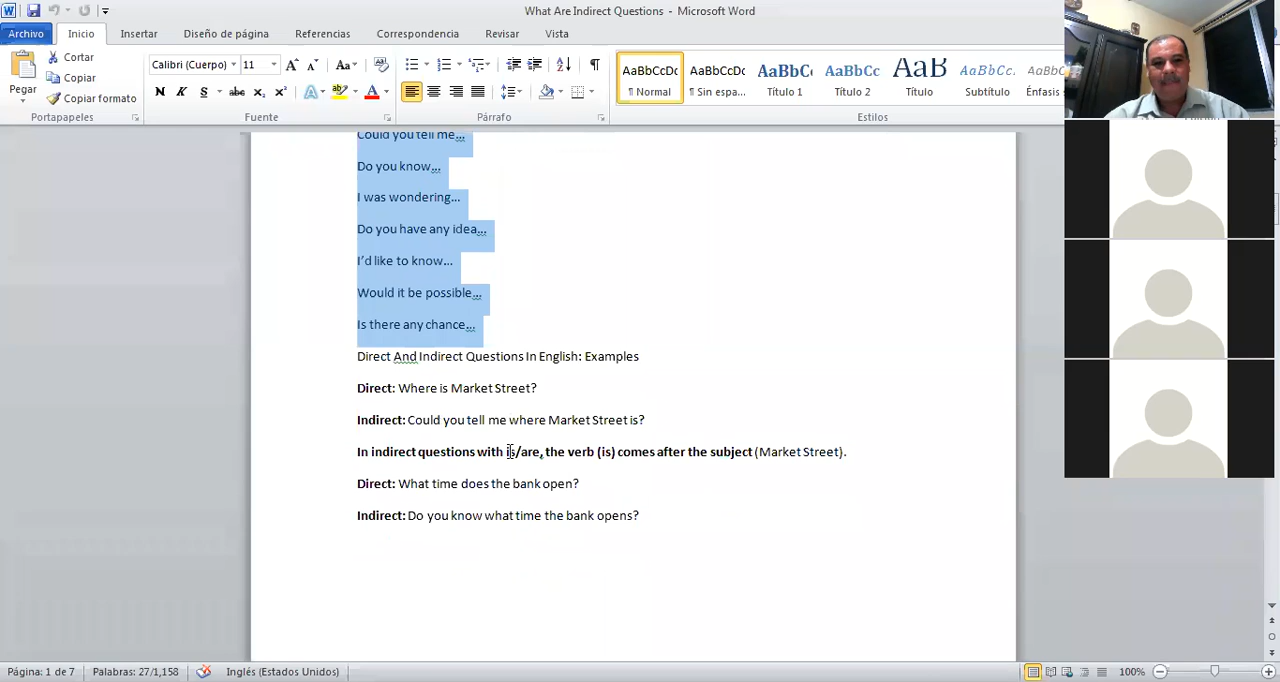 What Are Indirect Questions - Microsoft Word
Archivo Inicio Insertar Diseño de página Referencias Correspondencia Revisar Vista
Pegar
Cortar
Copiar
Copiar formato
Portapapeles
Calibri (Cuerpo) 11
Fuente
Párrafo
AaBbCcDc AaBbCcDc AaBbC AaBbCc AaB AaBbCc. AaBbCcD
¶ Normal ¶ Sin espa... Título 1 Título 2 Título Subtítulo Énfasis
Estilos
Could you tell me...
Do you know...
I was wondering...
Do you have any idea...
I'd like to know...
Would it be possible...
Is there any chance...
Direct And Indirect Questions In English: Examples
Direct: Where is Market Street?
Indirect: Could you tell me where Market Street is?
In indirect questions with is/are, the verb (is) comes after the subject (Market Street).
Direct: What time does the bank open?
Indirect: Do you know what time the bank opens?
Página: 1 de 7 Palabras: 27/1,158 Inglés (Estados Unidos) 100%